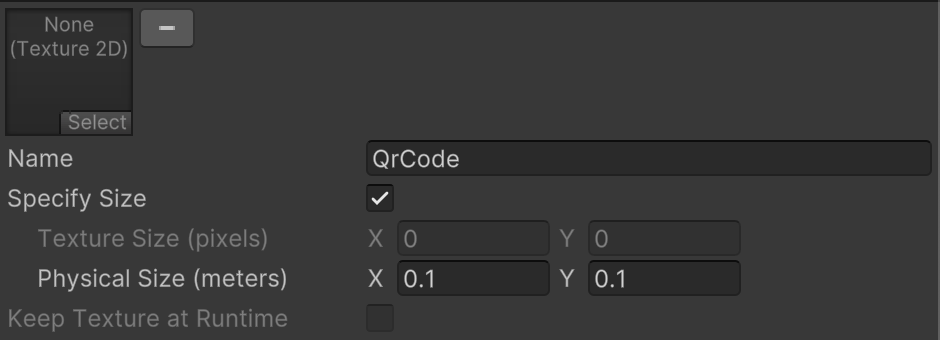 None
(Texture 2D)
Select
Name QrCode
Specify Size
Texture Size (pixels) X 0 Y 0
Physical Size (meters) X 0.1 Y 0.1
Keep Texture at Runtime